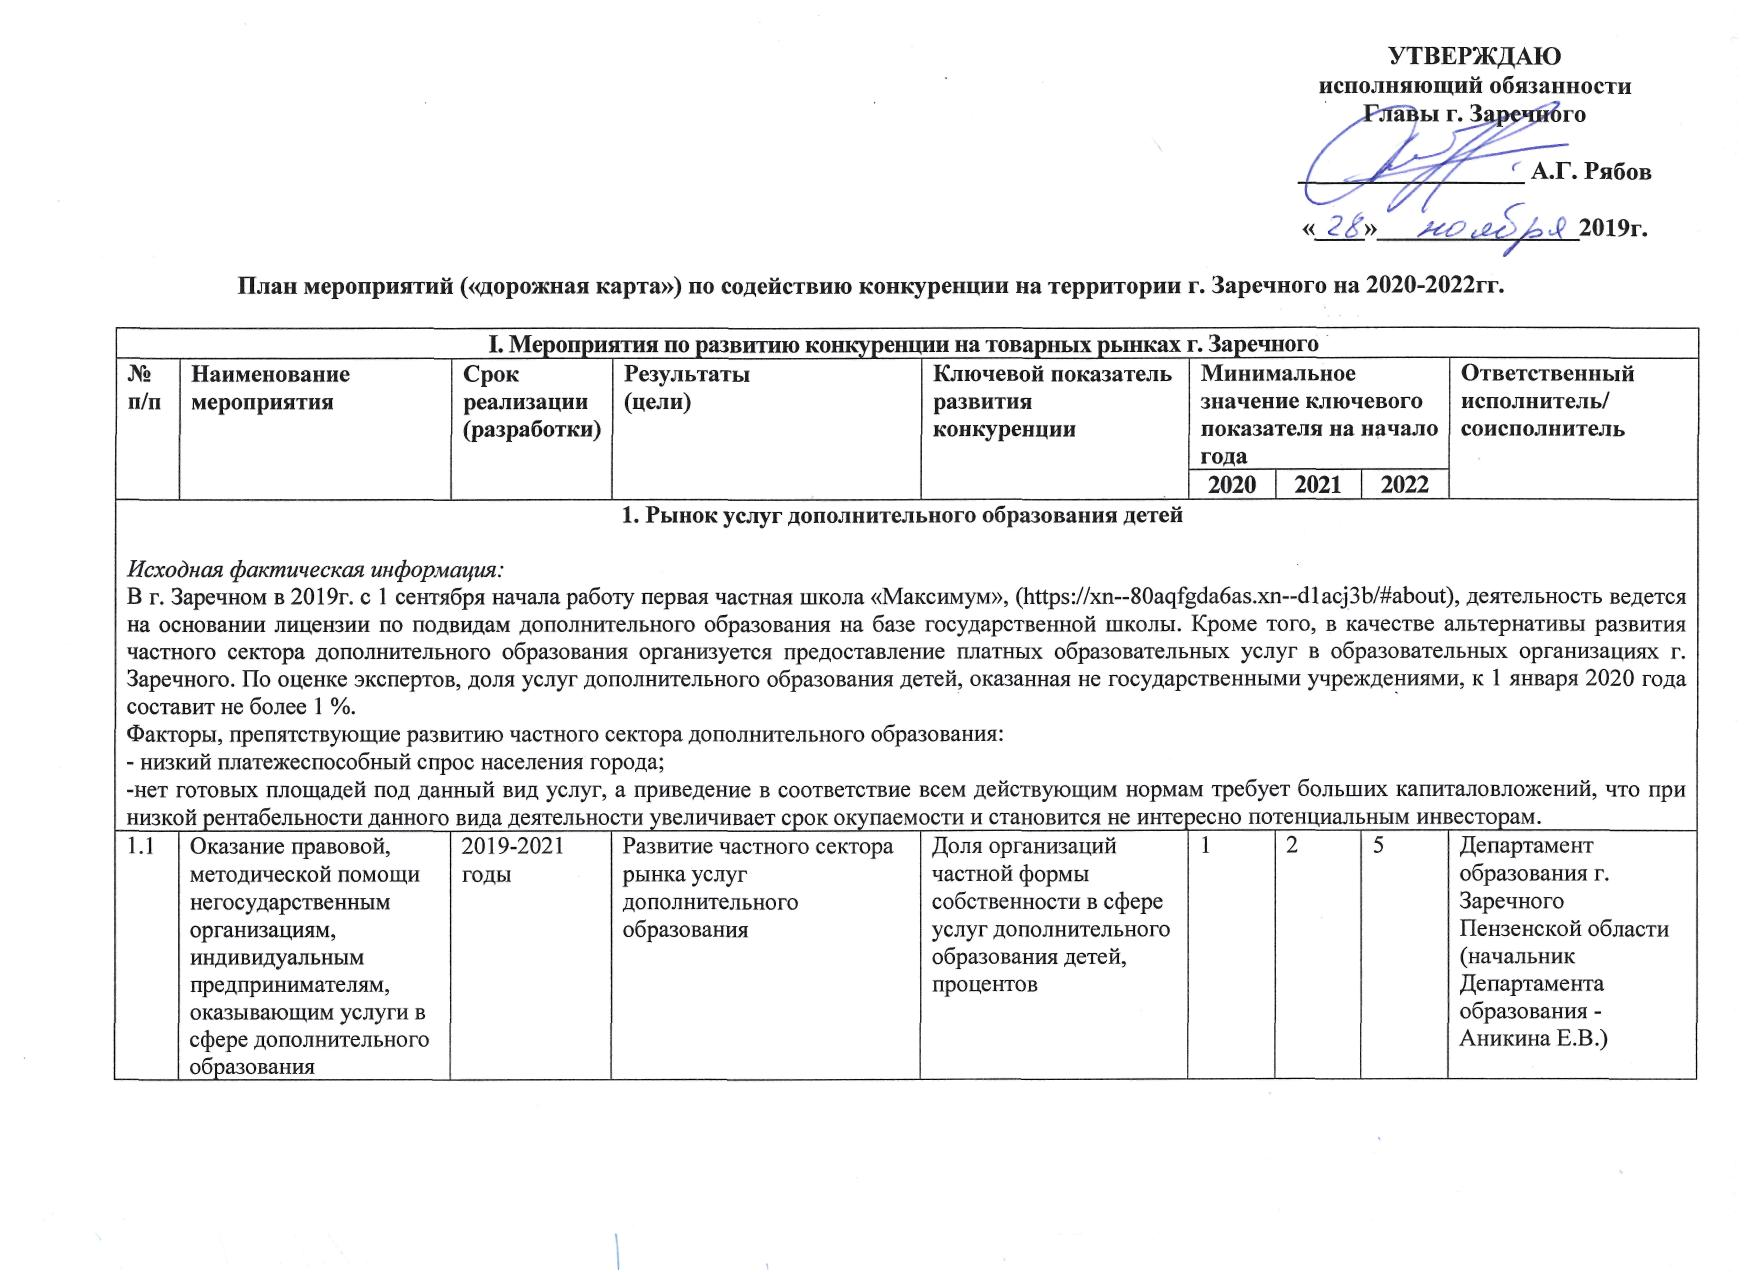 УТВЕРЖДАЮ
исполняющий обязанности
Главы г. Заречного
А.Г. Рябов
«28» ноября 2019г.
План мероприятий («дорожная карта») по содействию конкуренции на территории г. Заречного на 2020-2022гг.
I. Мероприятия по развитию конкуренции на товарных рынках г. Заречного
№ п/п
Наименование
мероприятия
Срок
реализации
(разработки)
Результаты
(цели)
Ключевой показатель
развития
конкуренции
Минимальное
значение ключевого
показателя на начало
года
2020 2021 2022
Ответственный
исполнитель/
соисполнитель
1. Рынок услуг дополнительного образования детей
Исходная фактическая информация:
В г. Заречном в 2019г. с 1 сентября начала работу первая частная школа «Максимум», (https://xn--80aqfgda6as.xn--d1acj3b/#about), деятельность ведется
на основании лицензии по подвидам дополнительного образования на базе государственной школы. Кроме того, в качестве альтернативы развития
частного сектора дополнительного образования организуется предоставление платных образовательных услуг в образовательных организациях г.
Заречного. По оценке экспертов, доля услуг дополнительного образования детей, оказанная не государственными учреждениями, к 1 января 2020 года
составит не более 1 %.
Факторы, препятствующие развитию частного сектора дополнительного образования:
- низкий платежеспособный спрос населения города;
-нет готовых площадей под данный вид услуг, а приведение в соответствие всем действующим нормам требует больших капиталовложений, что при
низкой рентабельности данного вида деятельности увеличивает срок окупаемости и становится не интересно потенциальным инвесторам.
1.1
Оказание правовой,
методической помощи
негосударственным
организациям,
индивидуальным
предпринимателям,
оказывающим услуги в
сфере дополнительного
образования
2019-2021
годы
Развитие частного сектора
рынка услуг
дополнительного
образования
Доля организаций
частной формы
собственности в сфере
услуг дополнительного
образования детей,
процентов
1 2 5
Департамент
образования г.
Заречного
Пензенской области
(начальник
Департамента
образования -
Аникина Е.В.)